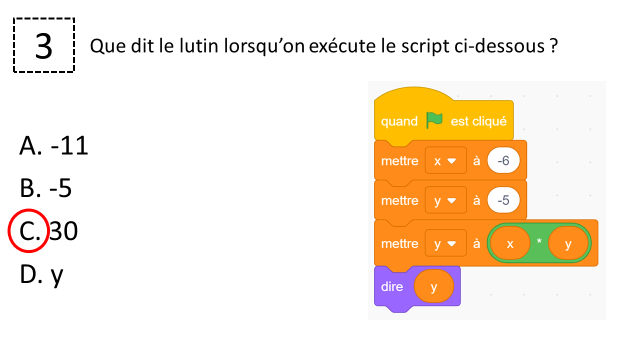 3
Que dit le lutin lorsqu'on exécute le script ci-dessous ?
A. -11
B. -5
C. 30
D. y
quand est cliqué
mettre x à -6
mettre y à -5
mettre y à x * y
dire y